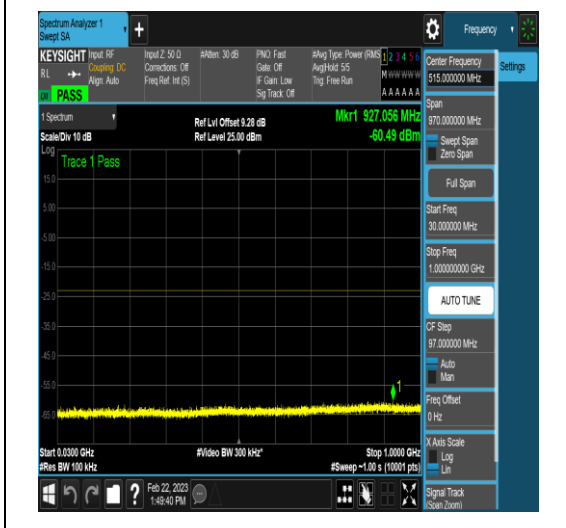 Spectrum Analyzer 1
Swept SA
+
Frequency
KEYSIGHT
RL
PASS
Input: RF
Coupling: DC
Align: Auto
Input Z: 50 Ω
Corrections: Off
Freq Ref: Int (S)
#Atten: 30 dB
PNO: Fast
Gate: Off
IF Gain: Low
Sig Track: Off
#Avg Type: Power (RMS
Avg|Hold: 5/5
Trig: Free Run
1 2 3 4 5 6
M W W W W W
A A A A A A
1 Spectrum
Scale/Div 10 dB
Ref Lvl Offset 9.28 dB
Ref Level 25.00 dBm
Mkr1 927.056 MHz
-60.49 dBm
Log
Trace 1 Pass
15.0
5.00
-5.00
-15.0
-25.0
-35.0
-45.0
-55.0
-65.0
1
Start 0.0300 GHz
#Res BW 100 kHz
#Video BW 300 kHz*
Stop 1.0000 GHz
#Sweep ~1.00 s (10001 pts)
?
Feb 22, 2023
1:49:40 PM
Center Frequency
515.000000 MHz
Span
970.000000 MHz
Swept Span
Zero Span
Full Span
Start Freq
30.000000 MHz
Stop Freq
1.000000000 GHz
AUTO TUNE
CF Step
97.000000 MHz
Auto
Man
Freq Offset
0 Hz
X Axis Scale
Log
Lin
Signal Track
(Span Zoom)
Settings